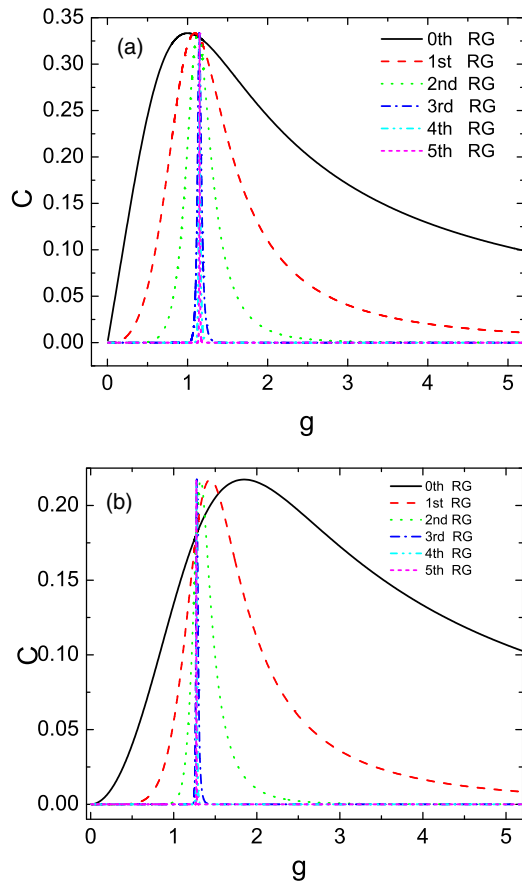 (a)
0th RG
1st RG
2nd RG
3rd RG
4th RG
5th RG
C
0.35
0.30
0.25
0.20
0.15
0.10
0.05
0.00
0 1 2 3 4 5
g
(b)
0th RG
1st RG
2nd RG
3rd RG
4th RG
5th RG
C
0.20
0.15
0.10
0.05
0.00
0 1 2 3 4 5
g